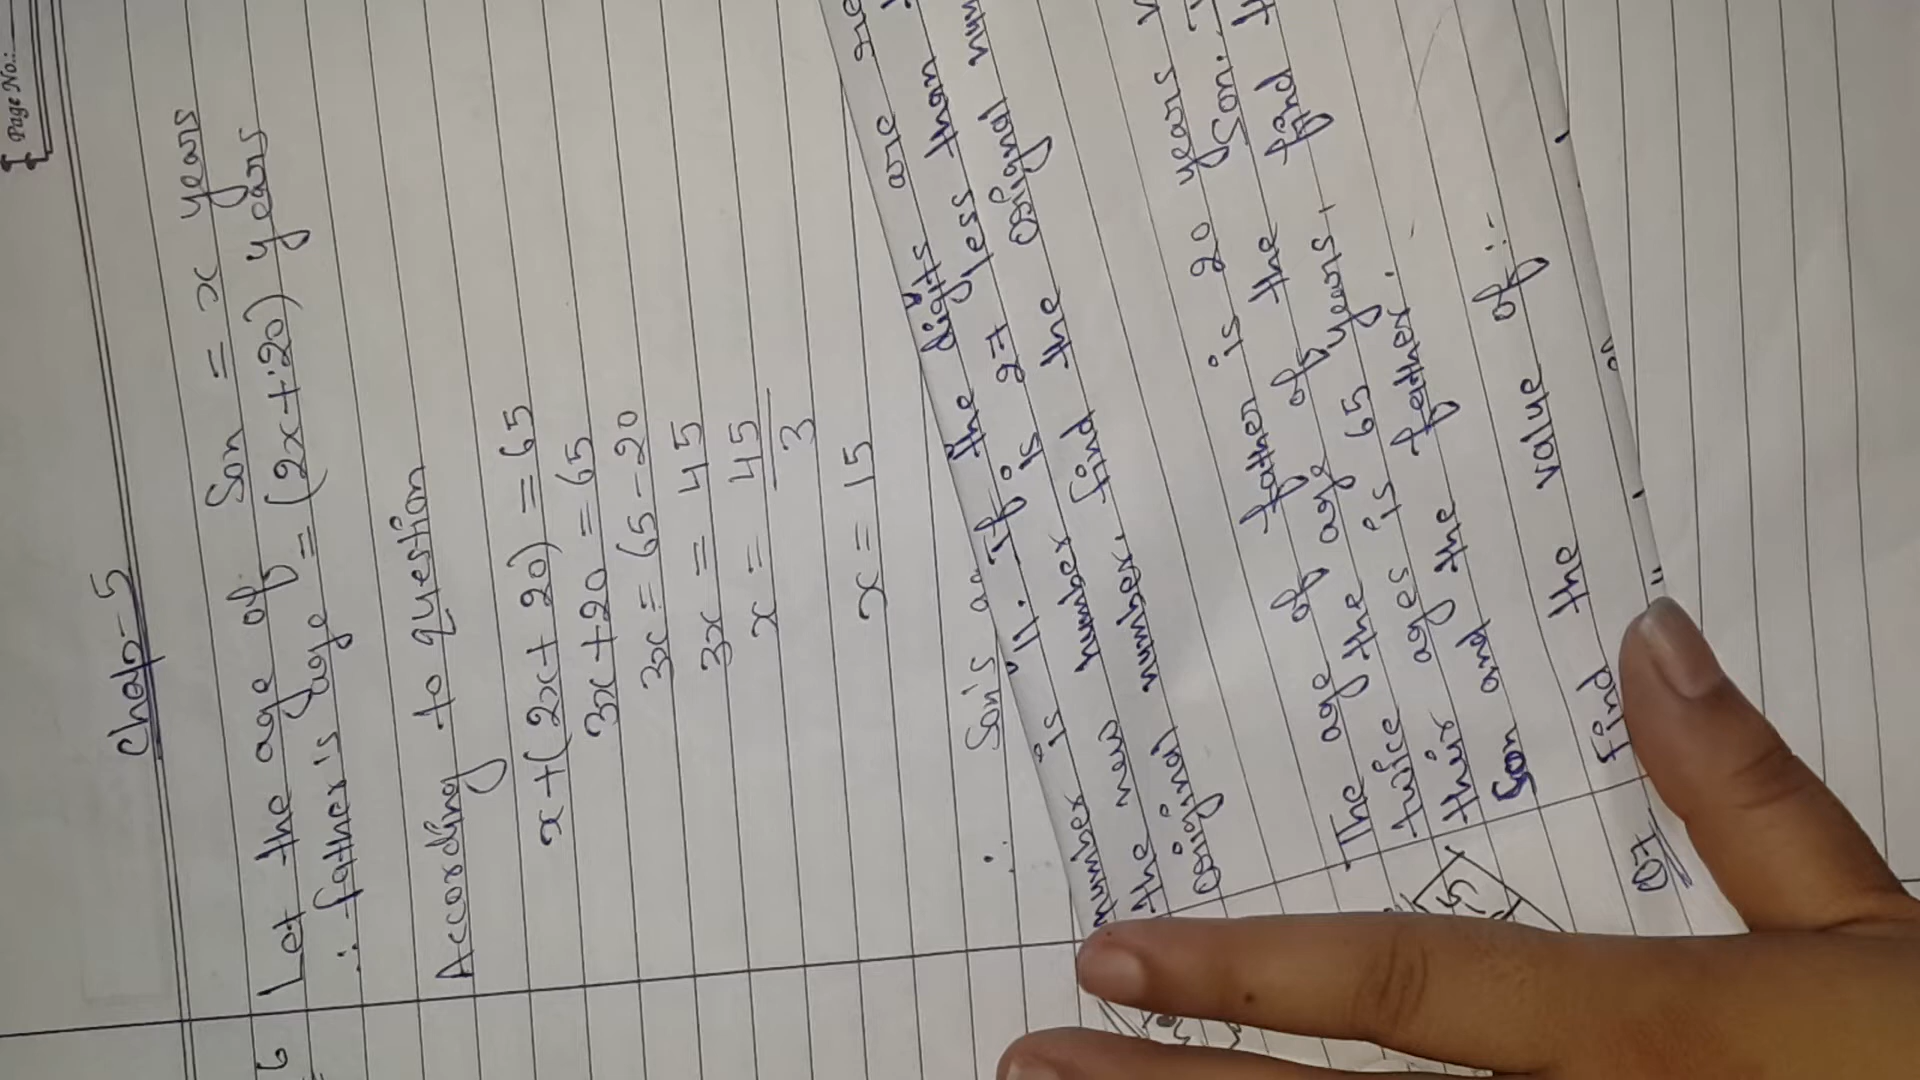 Page No.:
Chap-5
6 Let the age of Son = x years
∴ father's age = (2x+20) years
According to question
x+(2x+20) = 65
3x+20 = 65
3x = 65-20
3x = 45
x = 45
3
x = 15
∴ Son's
the digits are
number is 11. If
less than
the new number is 27 less
original number. find the original
The age of father is 20 years
twice the age of Son.
thier ages is 65 years, find
Son and the father.
Q7 Find the value of :-